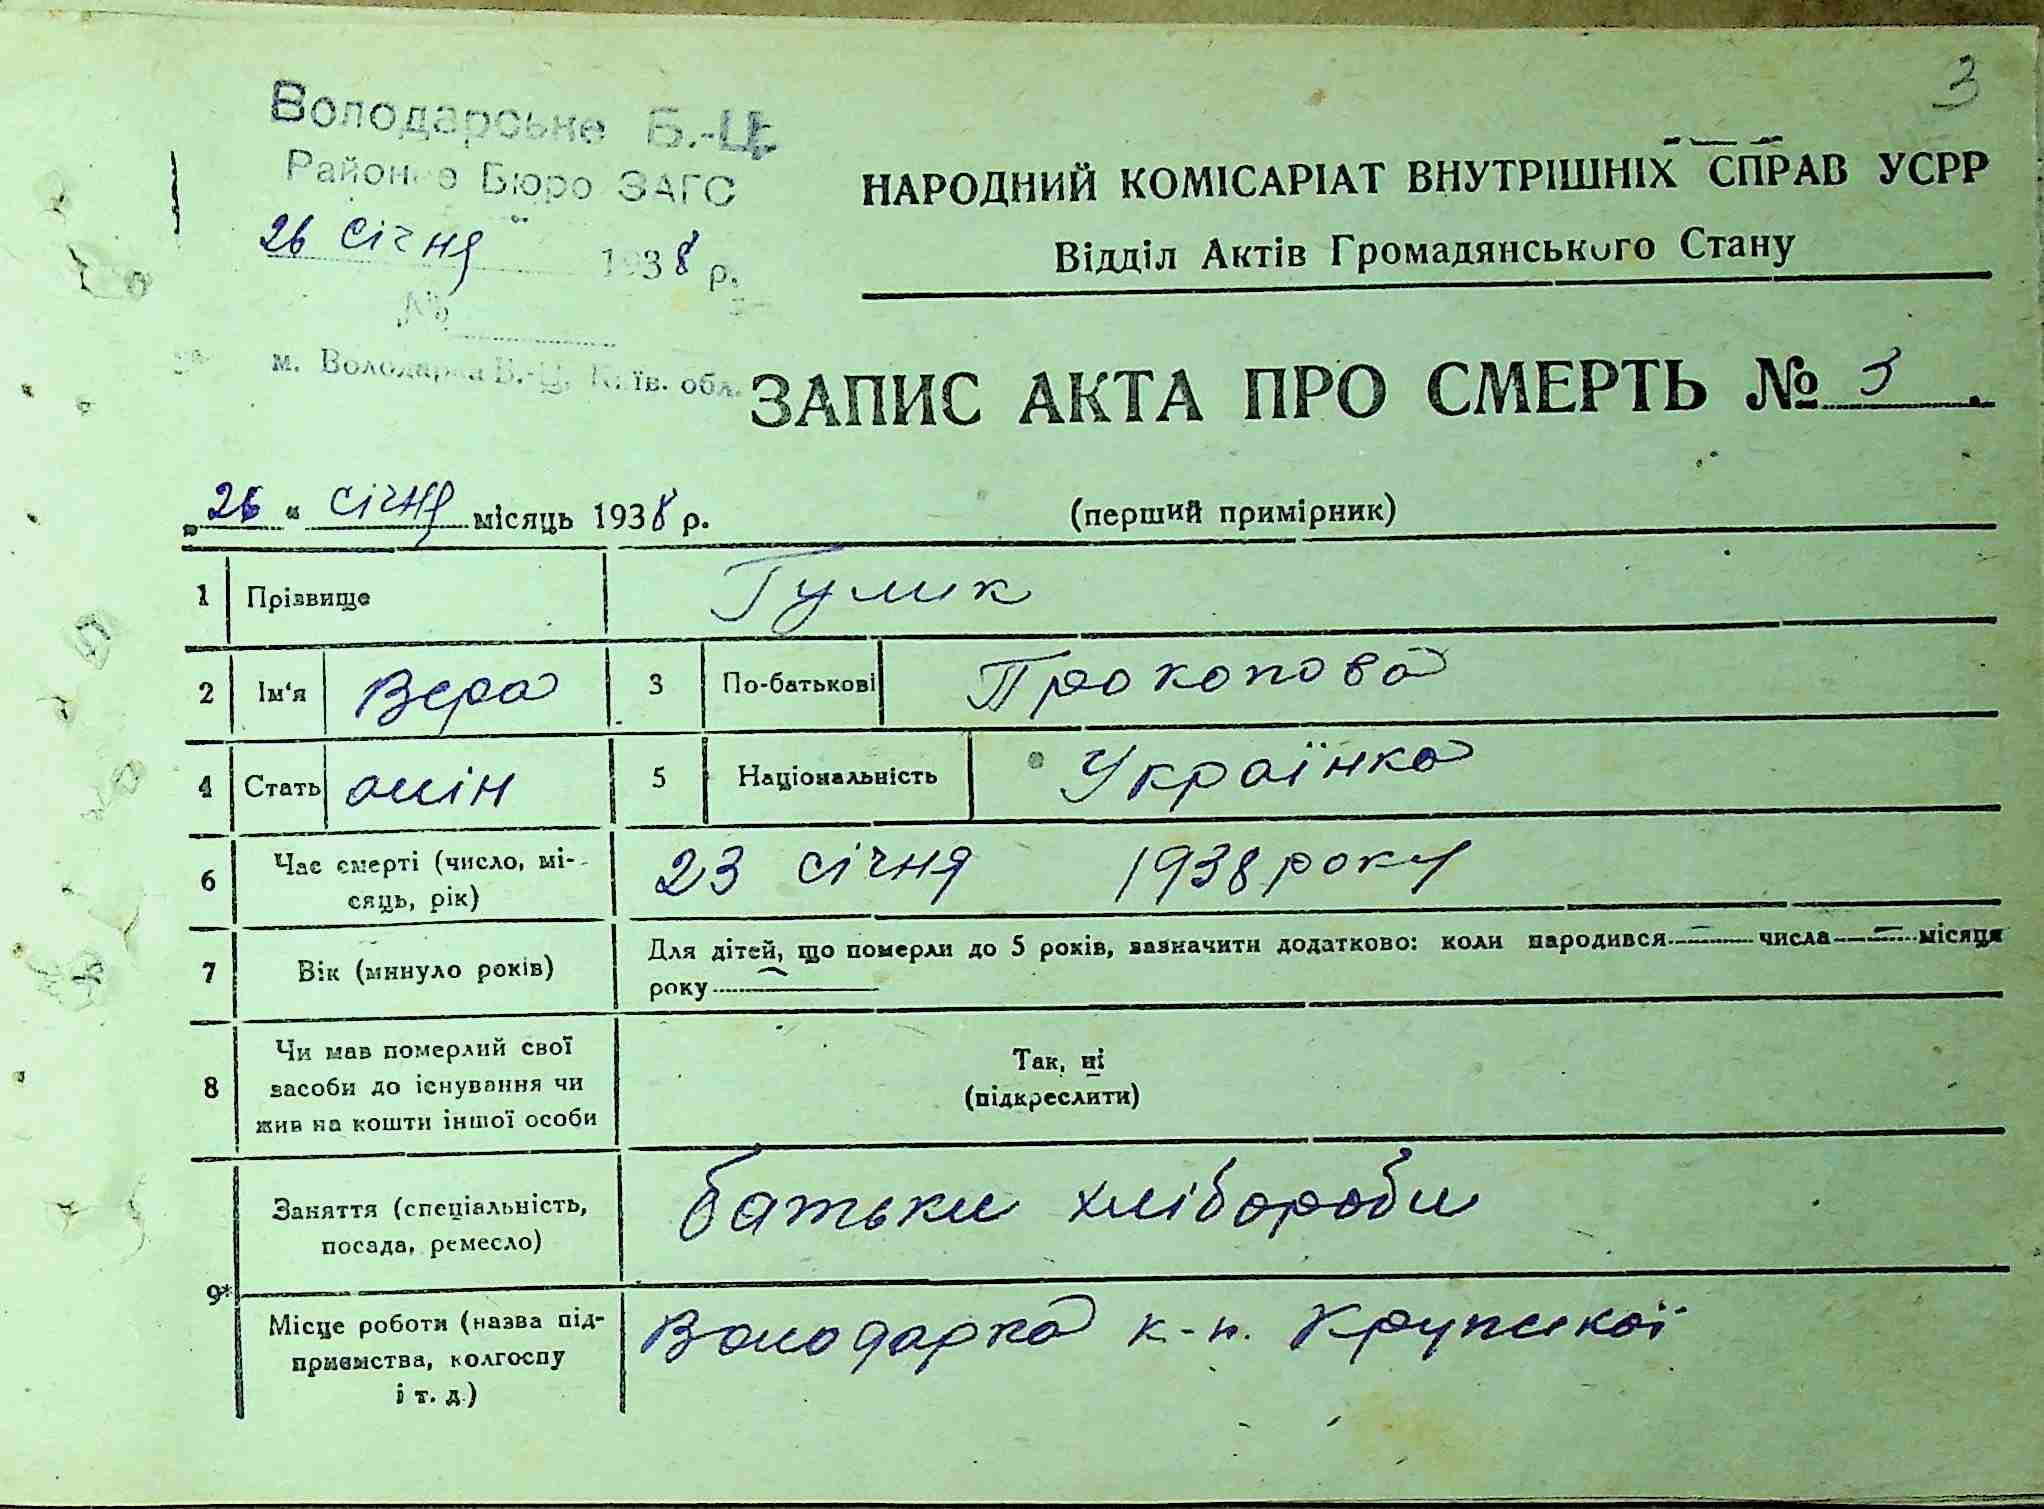 3
Володарське Б.-Ц.
Районне Бюро ЗАГС
26 січня 1938 р.
№
м. Володарка Б.-Ц. Київ. обл.
НАРОДНИЙ КОМІСАРІАТ ВНУТРІШНІХ СПРАВ УСРР
Відділ Актів Громадянського Стану
ЗАПИС АКТА ПРО СМЕРТЬ № 3.
„26“ січня місяць 1938 р. (перший примірник)
1 Прізвище Гулик
2 Ім'я Вера 3 По-батькові Прокопова
4 Стать жін 5 Національність Українка
6 Час смерті (число, мі-
сяць, рік) 23 січня 1938 року
7 Вік (минуло років) Для дітей, що померли до 5 років, зазначити додатково: коли народився — числа — місяця
року —
8 Чи мав померлий свої
засоби до існування чи
жив на кошти іншої особи
Так, ні
(підкреслити)
9* Заняття (спеціальність,
посада, ремесло) батьки хлібороби
Місце роботи (назва під-
приємства, колгоспу
і т. д.) Володарка к-п. Крупської